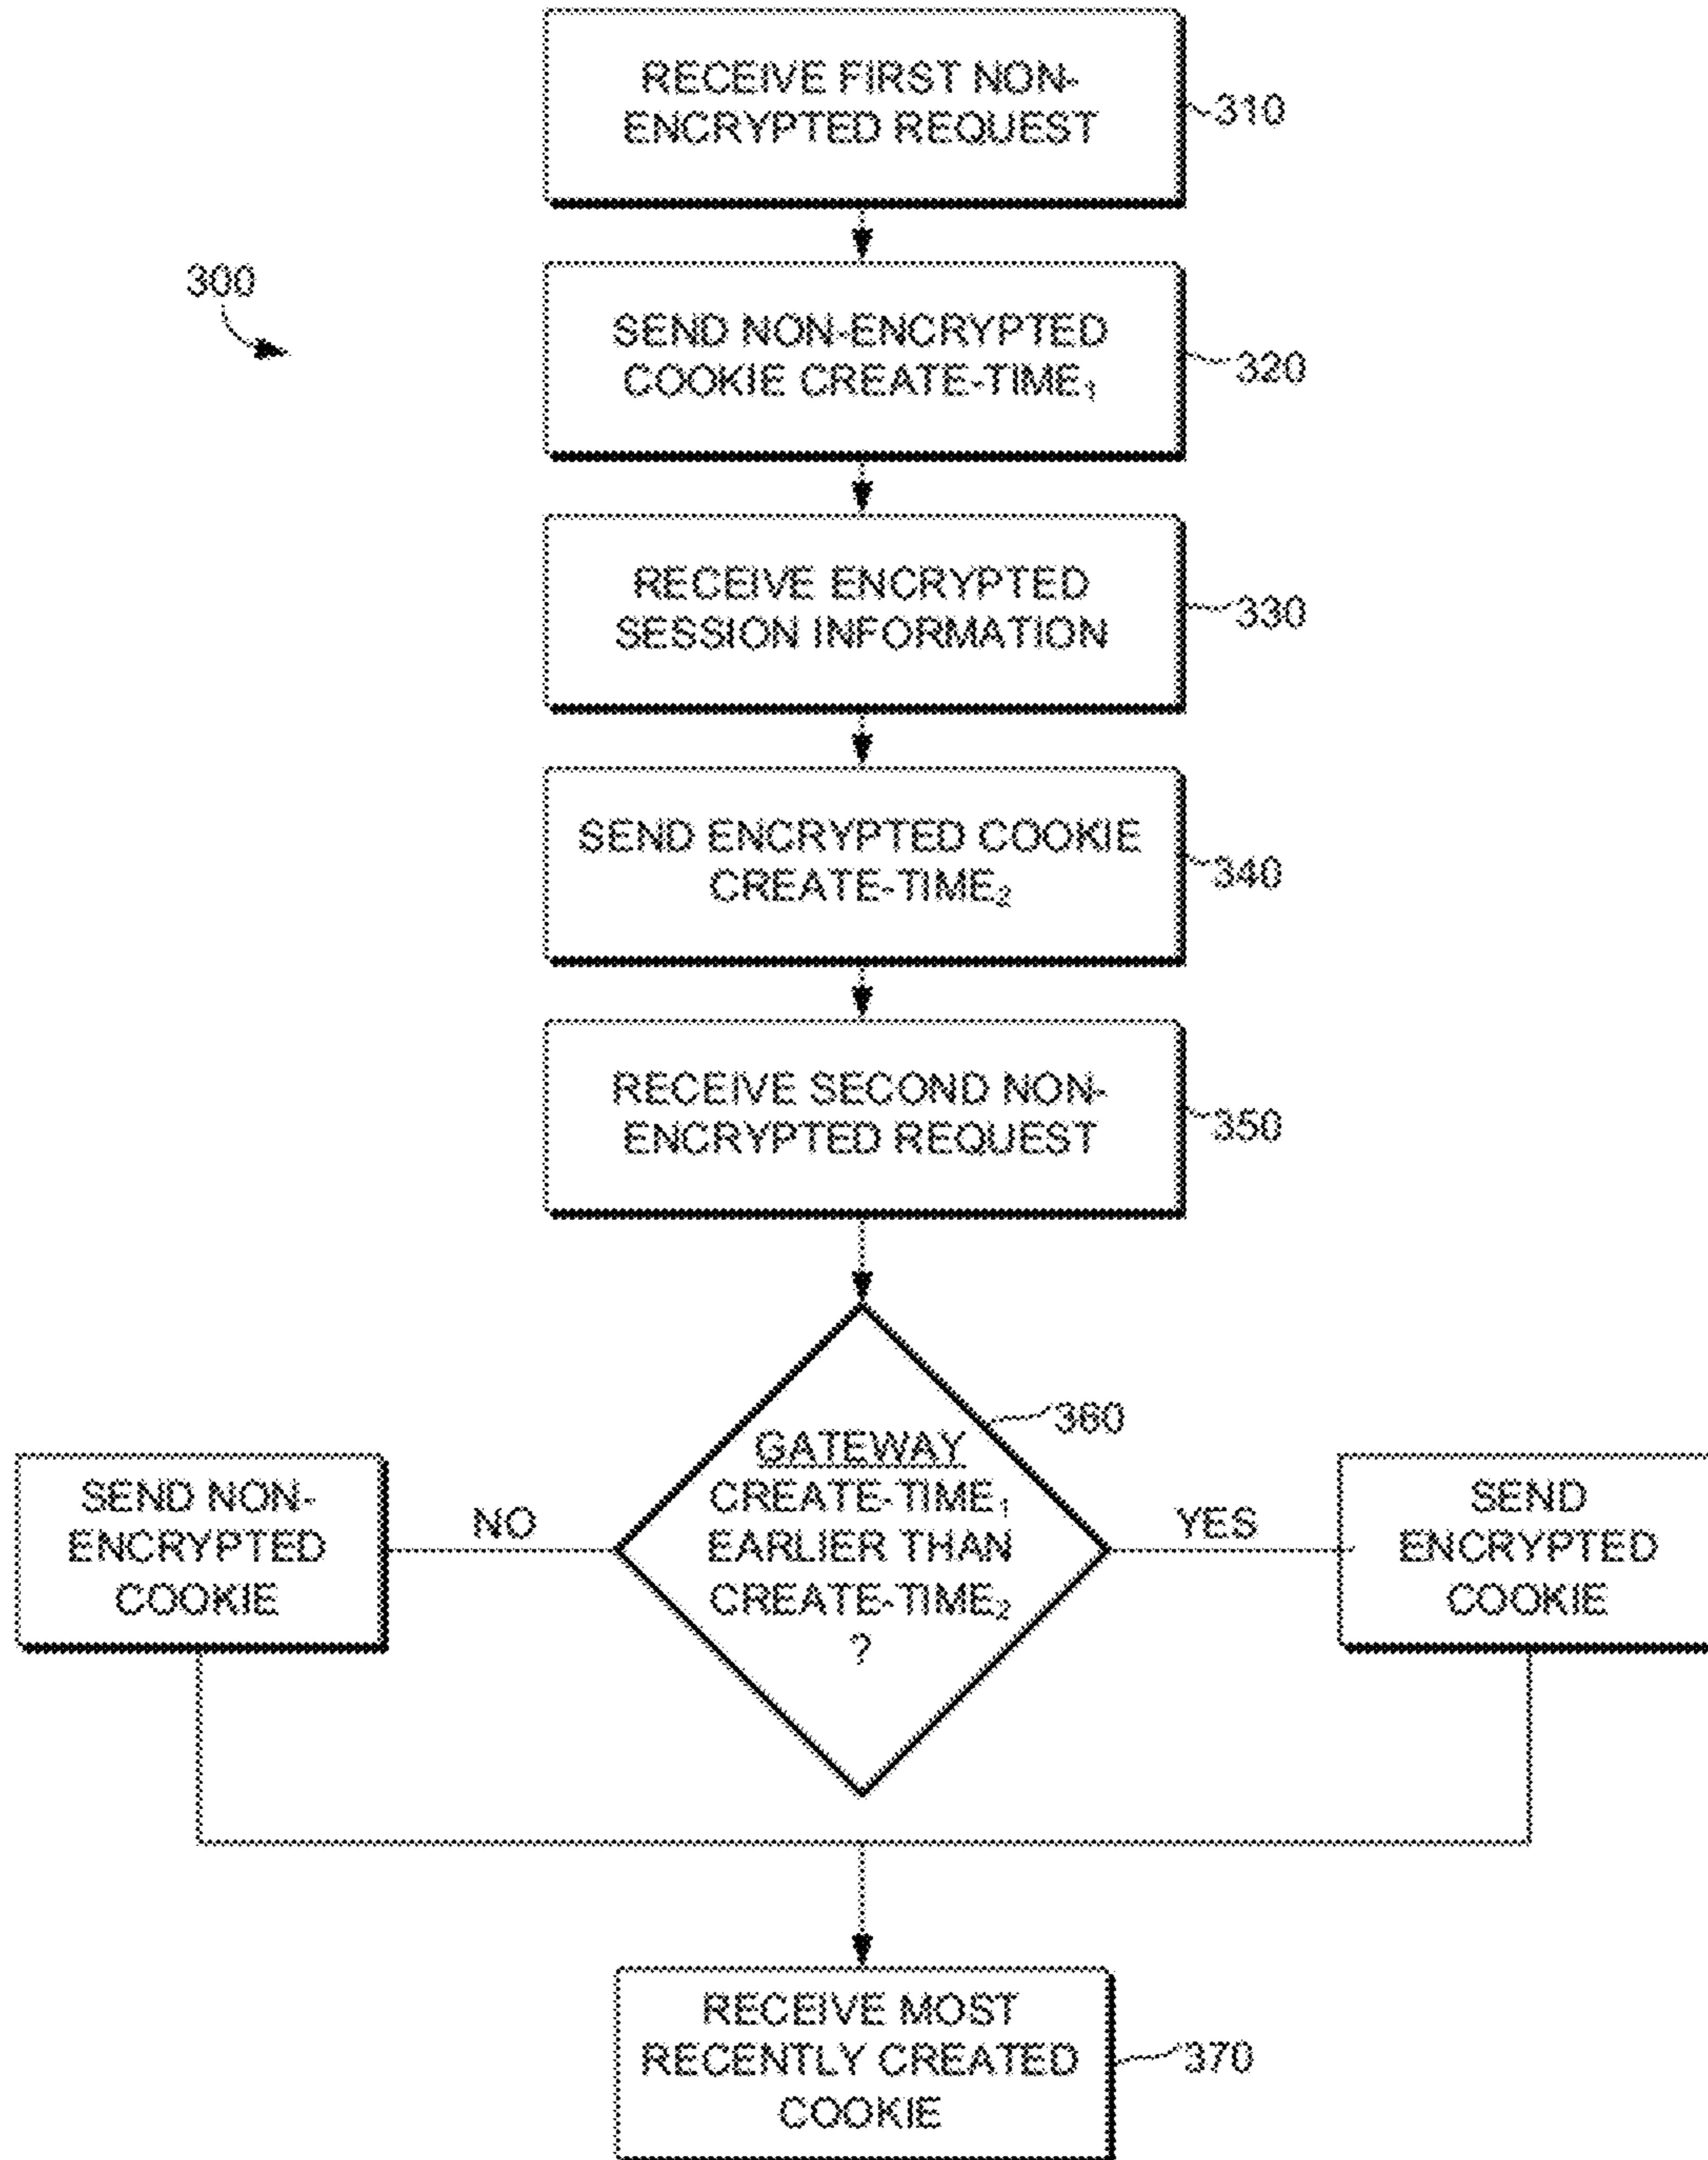 RECEIVE FIRST NON-
ENCRYPTED REQUEST
310
300
SEND NON-ENCRYPTED
COOKIE CREATE-TIME₁
320
RECEIVE ENCRYPTED
SESSION INFORMATION
330
SEND ENCRYPTED COOKIE
CREATE-TIME₂
340
RECEIVE SECOND NON-
ENCRYPTED REQUEST
350
360
GATEWAY
CREATE-TIME₁
EARLIER THAN
CREATE-TIME₂
?
NO
SEND NON-
ENCRYPTED
COOKIE
YES
SEND
ENCRYPTED
COOKIE
RECEIVE MOST
RECENTLY CREATED
COOKIE
370